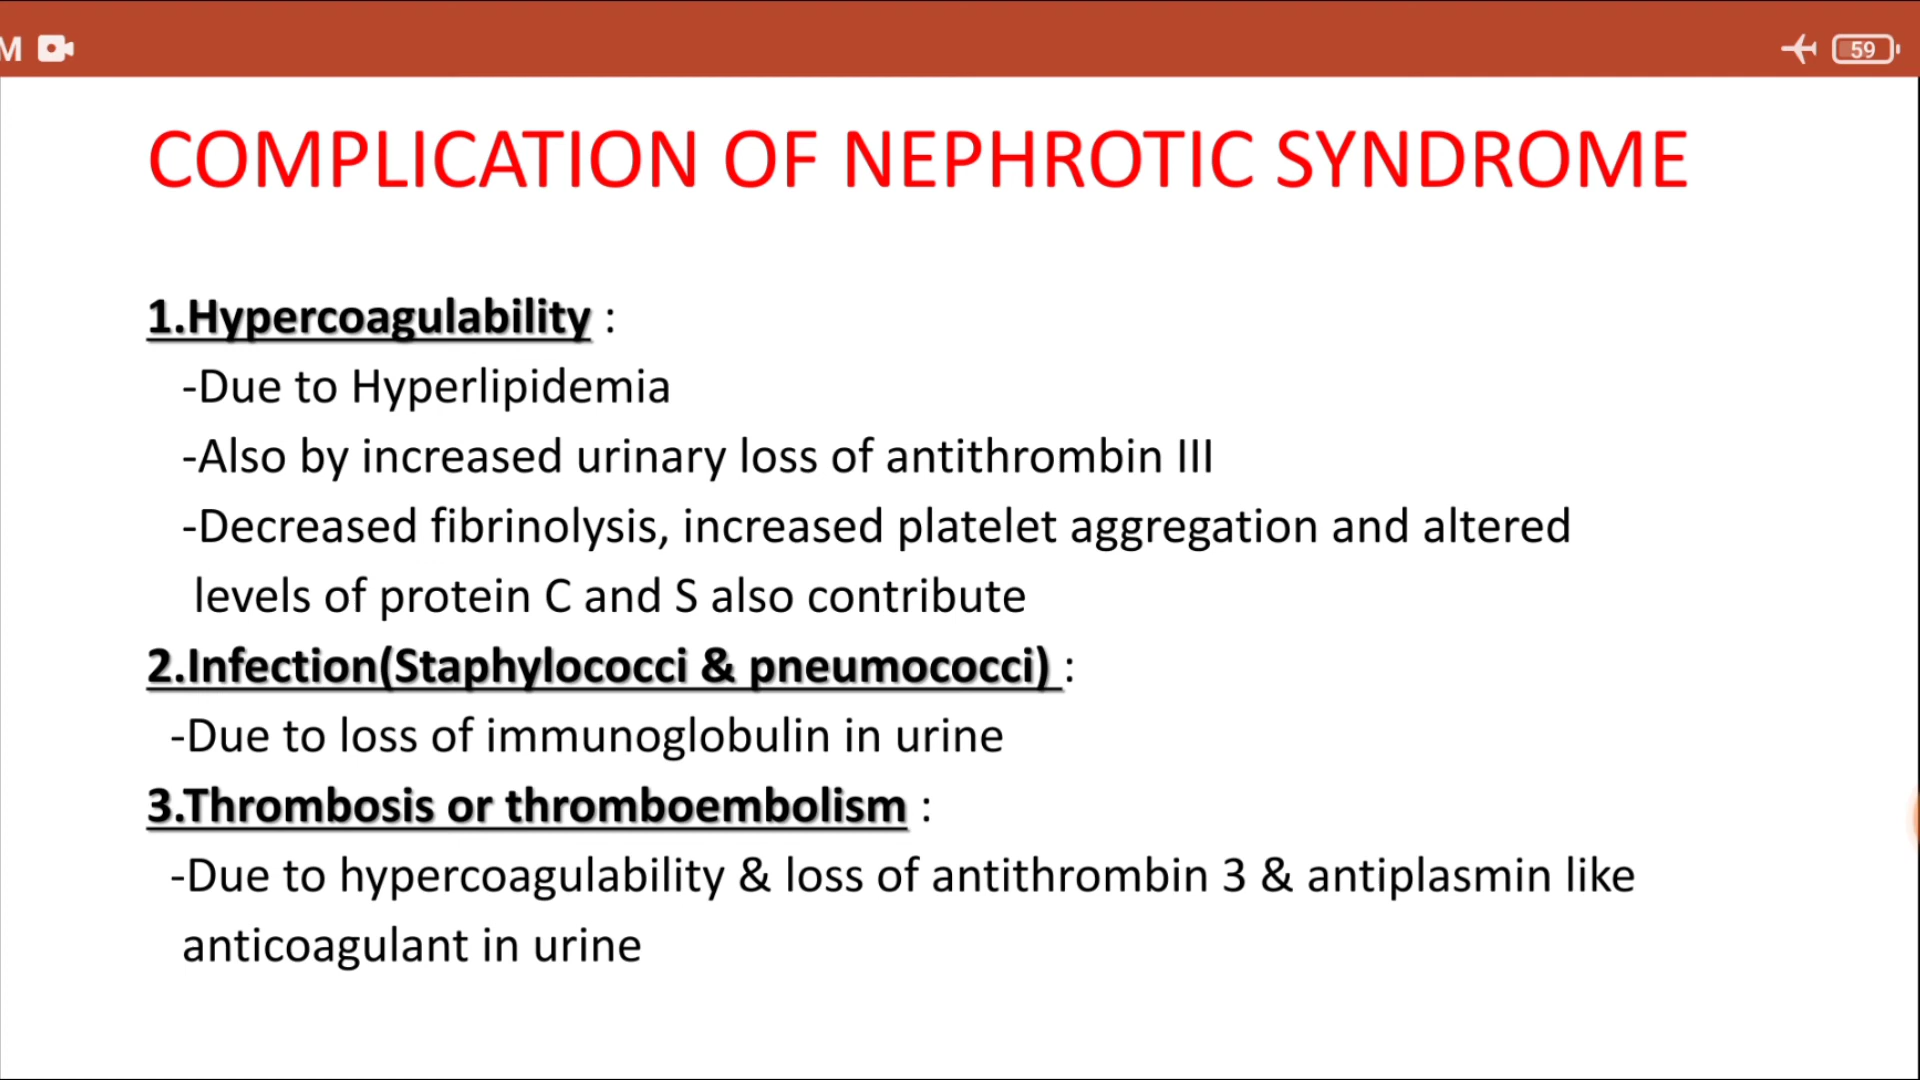 M
59
COMPLICATION OF NEPHROTIC SYNDROME
1.Hypercoagulability :
-Due to Hyperlipidemia
-Also by increased urinary loss of antithrombin III
-Decreased fibrinolysis, increased platelet aggregation and altered
levels of protein C and S also contribute
2.Infection(Staphylococci & pneumococci) :
-Due to loss of immunoglobulin in urine
3.Thrombosis or thromboembolism :
-Due to hypercoagulability & loss of antithrombin 3 & antiplasmin like
anticoagulant in urine